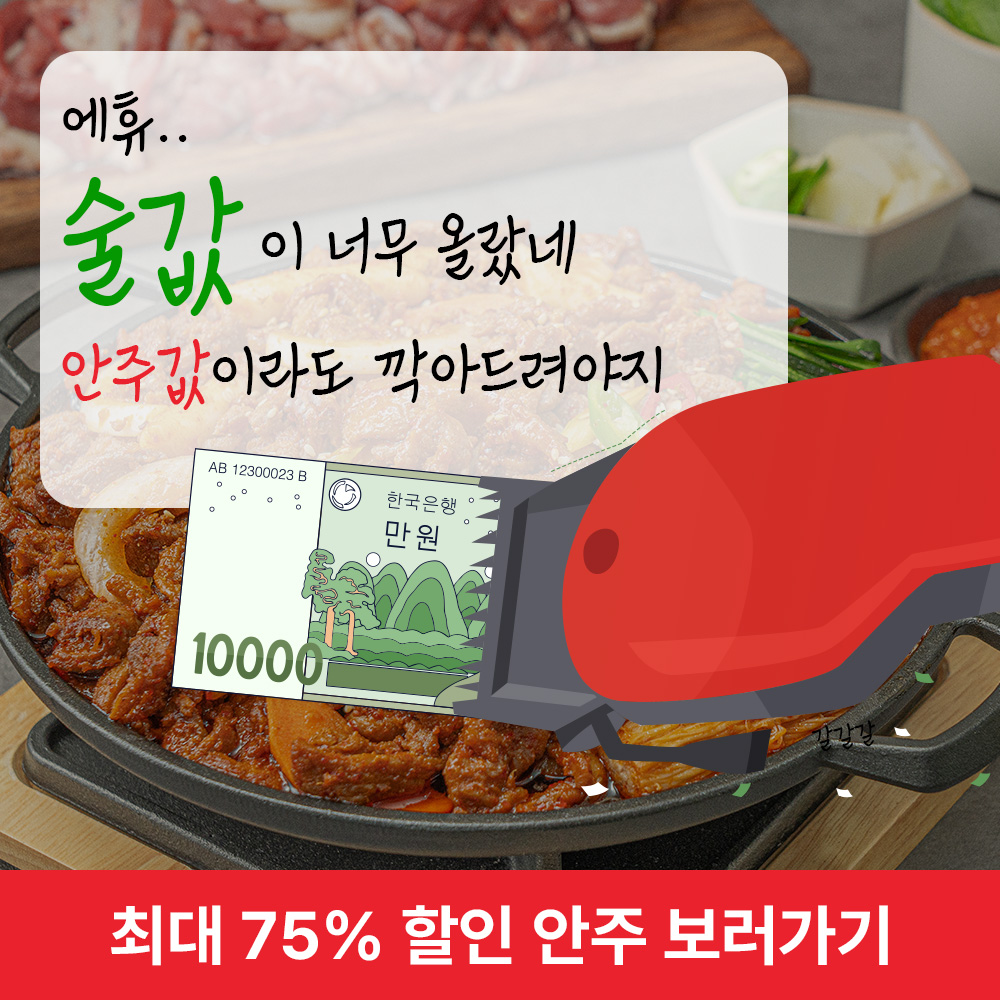 에휴..
술값이 너무 올랐네
안주값이라도 깍아드려야지
AB 12300023 B
한국은행
만원
10000
갈갈갈
최대 75% 할인 안주 보러가기